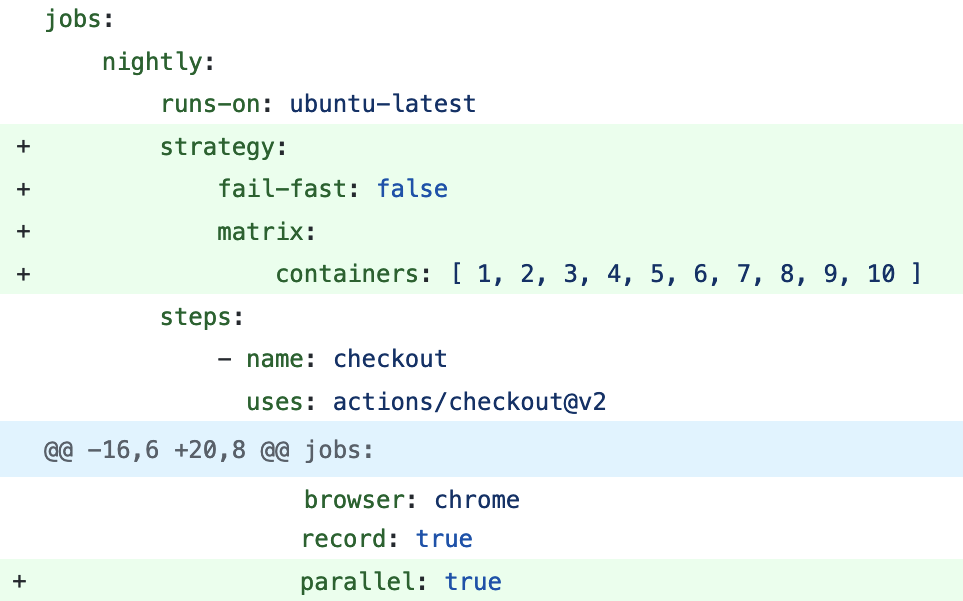 jobs:
    nightly:
        runs-on: ubuntu-latest
+        strategy:
+            fail-fast: false
+            matrix:
+                containers: [ 1, 2, 3, 4, 5, 6, 7, 8, 9, 10 ]
        steps:
            - name: checkout
              uses: actions/checkout@v2
@@ -16,6 +20,8 @@ jobs:
                  browser: chrome
                  record: true
+                  parallel: true